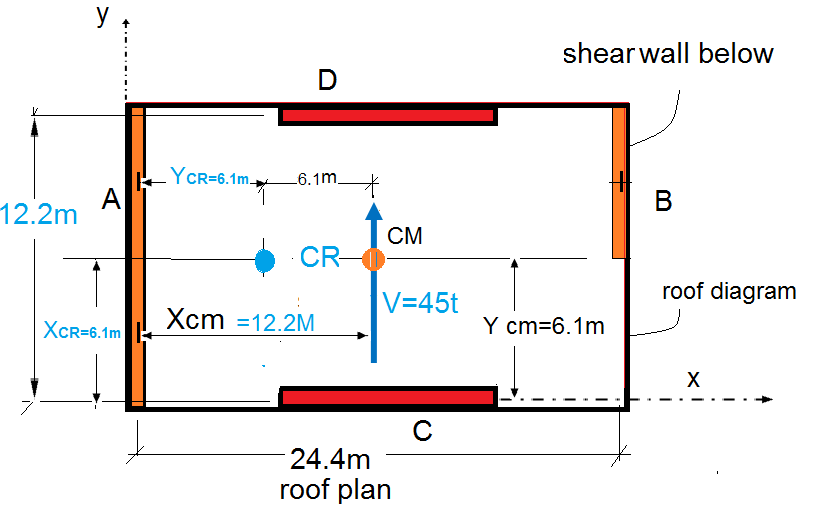 y
shear wall below
D
YCR=6.1m
6.1m
A
B
12.2m
CM
CR
roof diagram
V=45t
Xcm =12.2M
XCR=6.1m
Y cm=6.1m
x
C
24.4m
roof plan